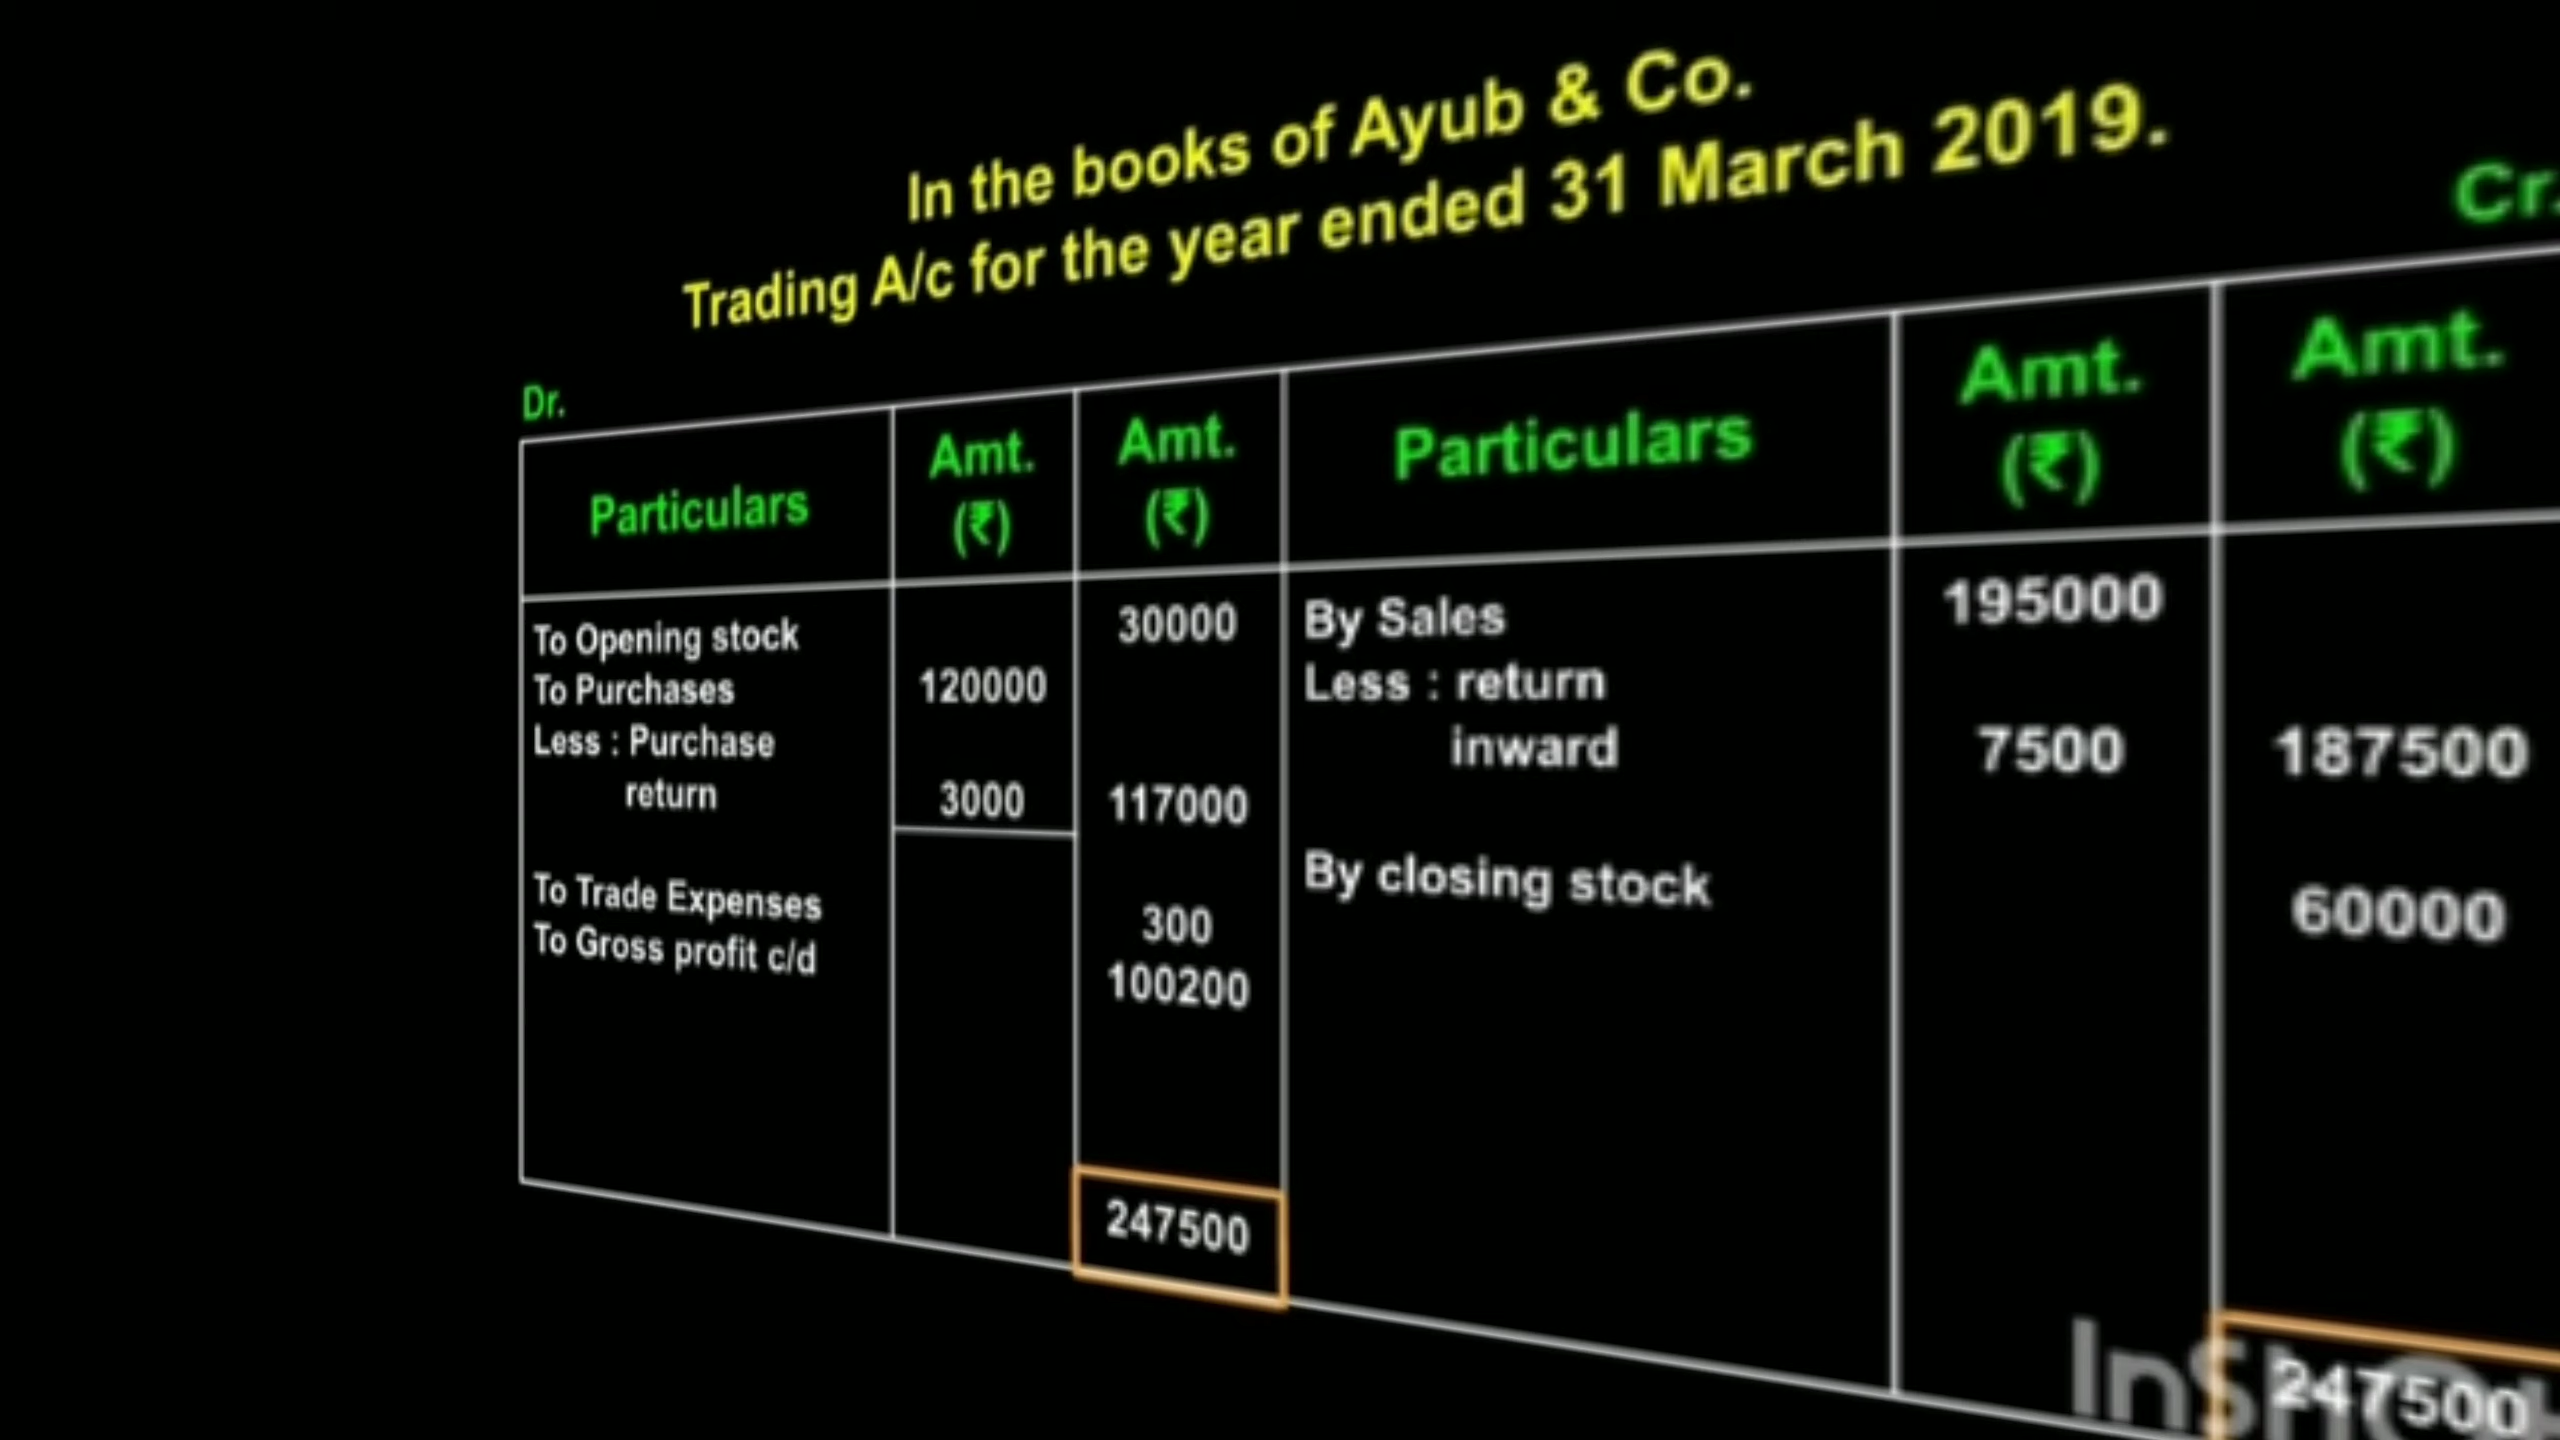 In the books of Ayub & Co.
Trading A/c for the year ended 31 March 2019.
Dr.
Cr.
Particulars
Amt.
(₹)
Amt.
(₹)
Particulars
Amt.
(₹)
Amt.
(₹)
To Opening stock
30000
To Purchases
120000
Less : Purchase
return
3000
117000
To Trade Expenses
300
To Gross profit c/d
100200
247500
By Sales
195000
Less : return
inward
7500
187500
By closing stock
60000
247500